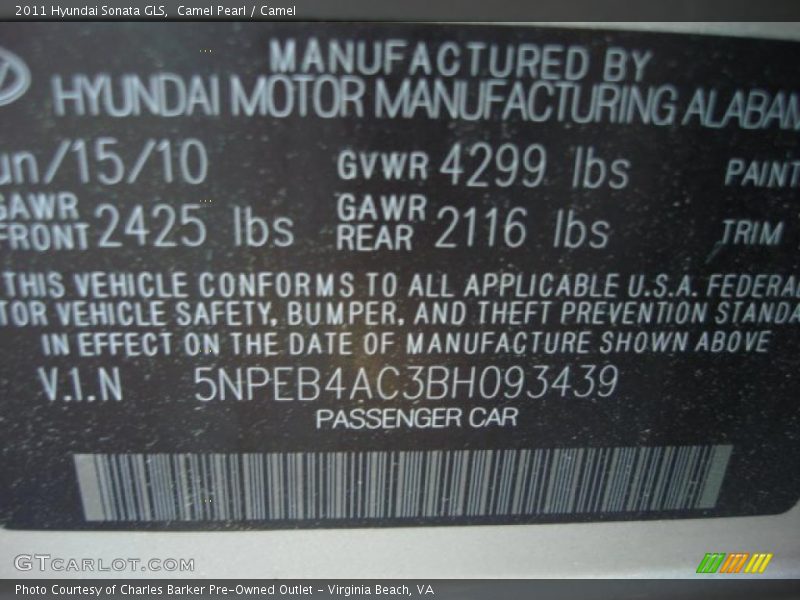 2011 Hyundai Sonata GLS, Camel Pearl / Camel
MANUFACTURED BY
HYUNDAI MOTOR MANUFACTURING ALABAM
un/15/10 GVWR 4299 lbs PAINT
GAWR FRONT 2425 lbs GAWR REAR 2116 lbs TRIM
THIS VEHICLE CONFORMS TO ALL APPLICABLE U.S.A. FEDERAL
TOR VEHICLE SAFETY, BUMPER, AND THEFT PREVENTION STANDA
IN EFFECT ON THE DATE OF MANUFACTURE SHOWN ABOVE
V.I.N 5NPEB4AC3BH093439
PASSENGER CAR
GTCARLOT.COM
Photo Courtesy of Charles Barker Pre-Owned Outlet - Virginia Beach, VA